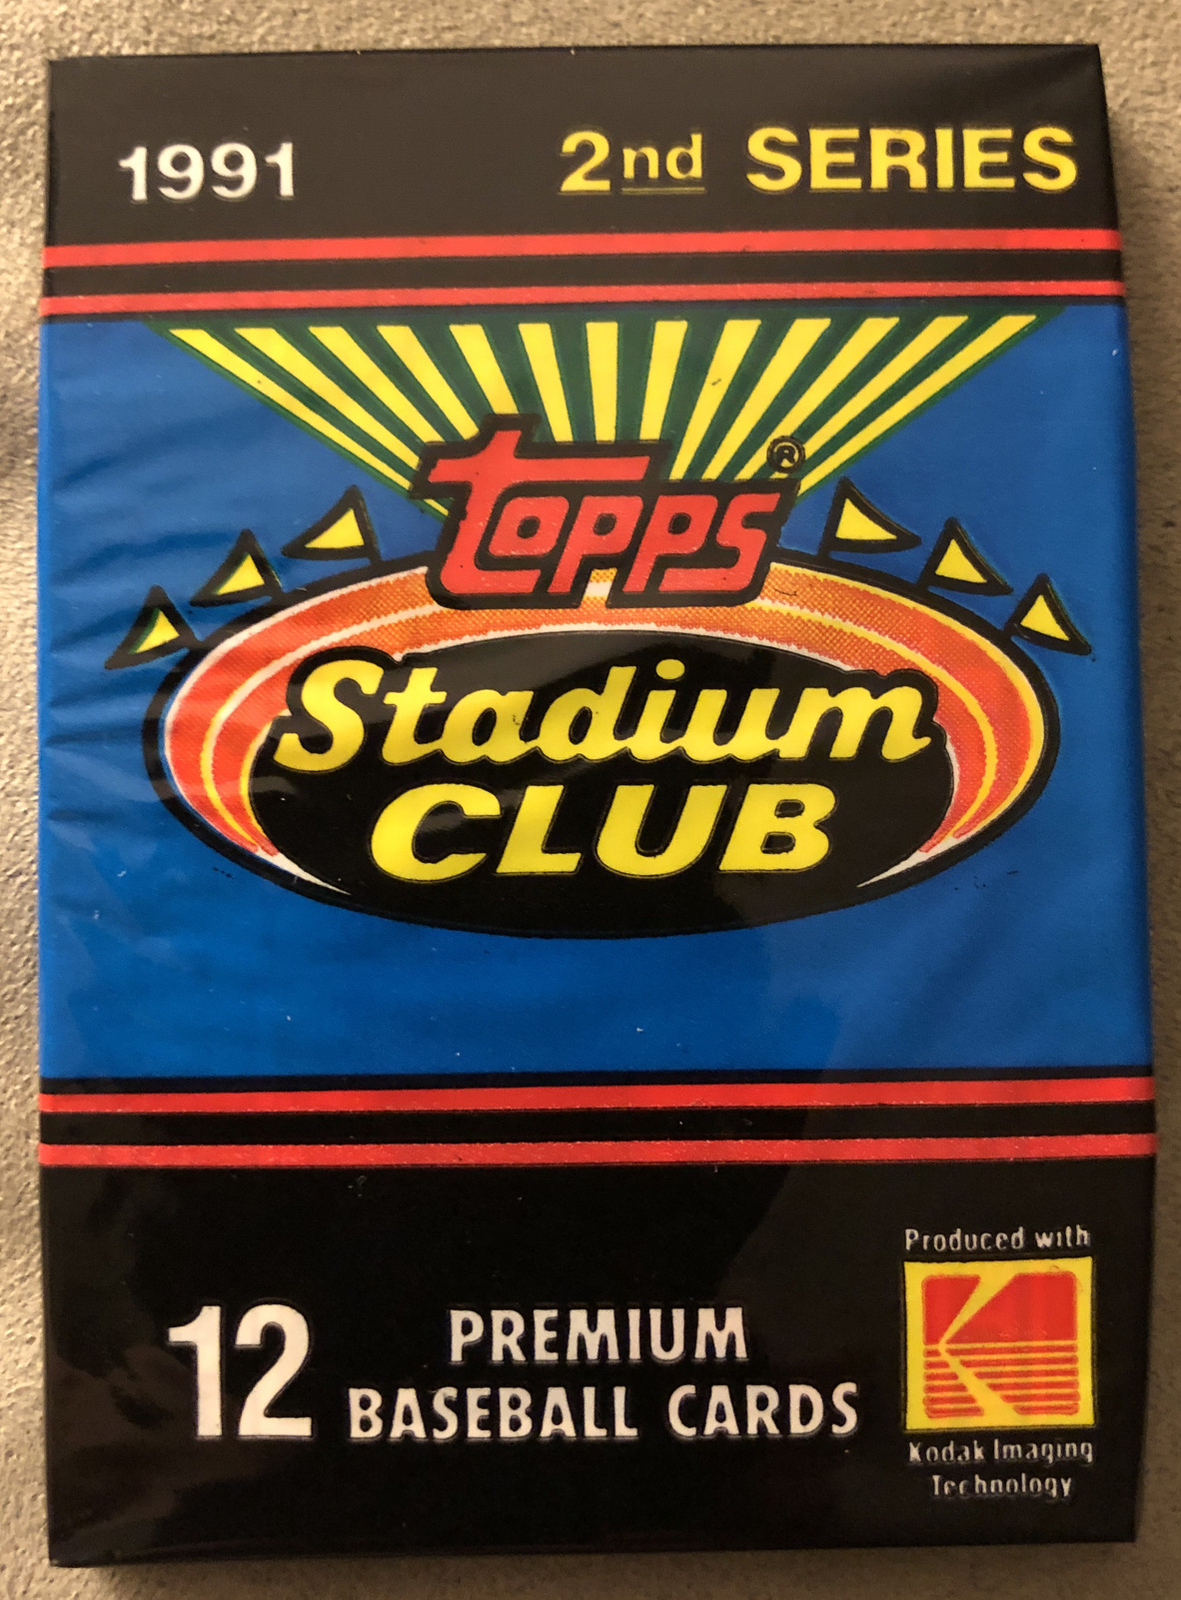 1991 2nd SERIES
Topps ®
Stadium
CLUB
12 PREMIUM
BASEBALL CARDS
Produced with
K
Kodak Imaging
Technology